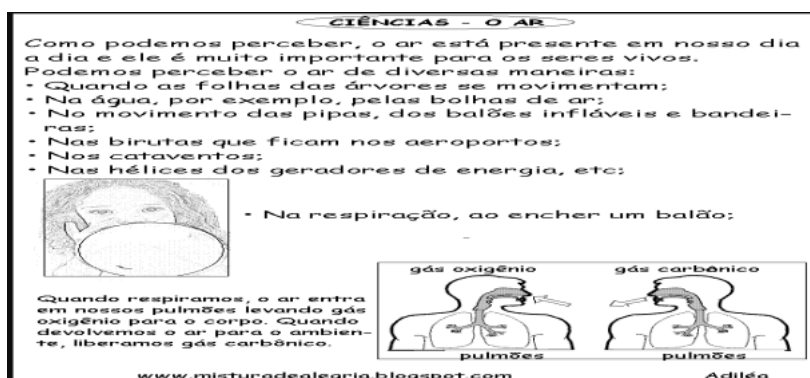 CIÊNCIAS - O AR
Como podemos perceber, o ar está presente em nosso dia
a dia e ele é muito importante para os seres vivos.
Podemos perceber o ar de diversas maneiras:
• Quando as folhas das árvores se movimentam;
• Na água, por exemplo, pelas bolhas de ar;
• No movimento das pipas, dos balões infláveis e bandei-
ras;
• Nas birutas que ficam nos aeroportos;
• Nos cataventos;
• Nas hélices dos geradores de energia, etc;
• Na respiração, ao encher um balão;
gás oxigênio
gás carbônico
pulmões
pulmões
Quando respiramos, o ar entra
em nossos pulmões levando gás
oxigênio para o corpo. Quando
devolvemos o ar para o ambien-
te, liberamos gás carbônico.
www.misturadealegria.blogspot.com
Adiléa